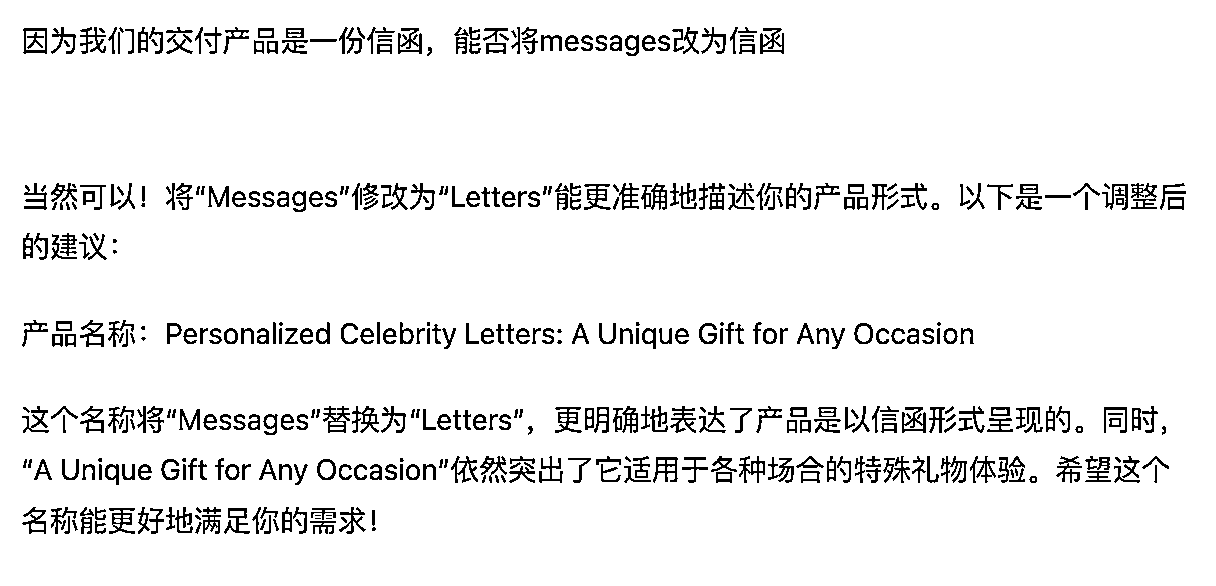 因为我们的交付产品是一份信函，能否将messages改为信函
当然可以！将“Messages”修改为“Letters”能更准确地描述你的产品形式。以下是一个调整后
的建议：
产品名称：Personalized Celebrity Letters: A Unique Gift for Any Occasion
这个名称将“Messages”替换为“Letters”，更明确地表达了产品是以信函形式呈现的。同时，
“A Unique Gift for Any Occasion”依然突出了它适用于各种场合的特殊礼物体验。希望这个
名称能更好地满足你的需求！